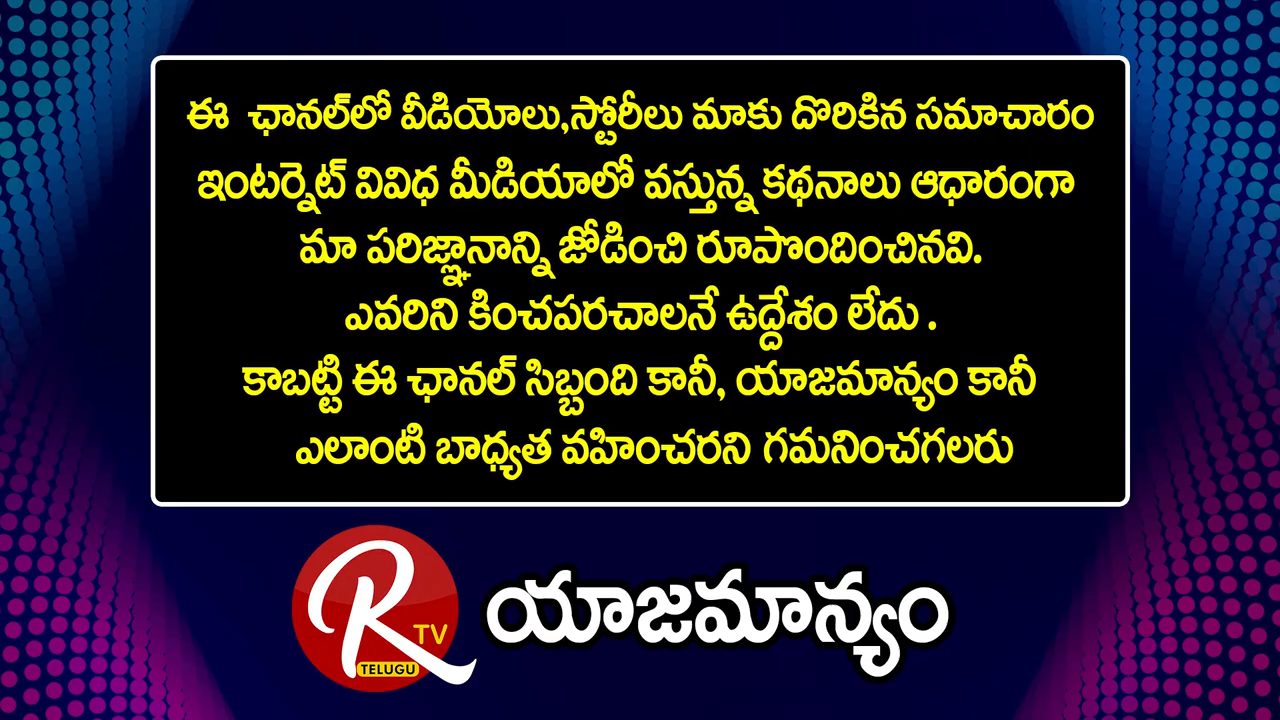 ఈ ఛానల్‌లో వీడియోలు,స్టోరీలు మాకు దొరికిన సమాచారం
ఇంటర్నెట్ వివిధ మీడియాలో వస్తున్న కథనాలు ఆధారంగా
మా పరిజ్ఞానాన్ని జోడించి రూపొందించినవి.
ఎవరిని కించపరచాలనే ఉద్దేశం లేదు .
కాబట్టి ఈ ఛానల్ సిబ్బంది కానీ, యాజమాన్యం కానీ
ఎలాంటి బాధ్యత వహించరని గమనించగలరు
R TV
TELUGU
యాజమాన్యం